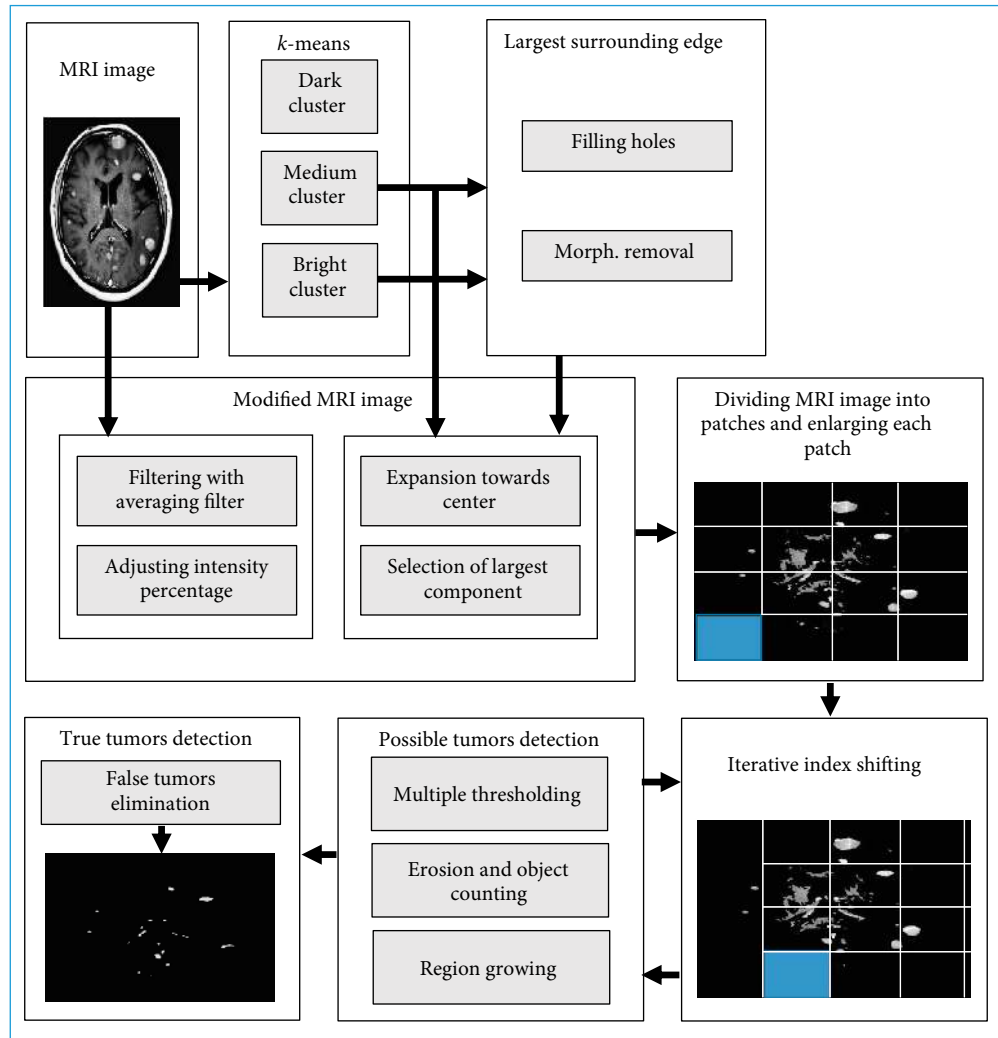 MRI image
k-means
Dark
cluster
Medium
cluster
Bright
cluster
Largest surrounding edge
Filling holes
Morph. removal
Modified MRI image
Filtering with
averaging filter
Adjusting intensity
percentage
Expansion towards
center
Selection of largest
component
Dividing MRI image into
patches and enlarging each
patch
True tumors detection
False tumors
elimination
Possible tumors detection
Multiple thresholding
Erosion and object
counting
Region growing
Iterative index shifting